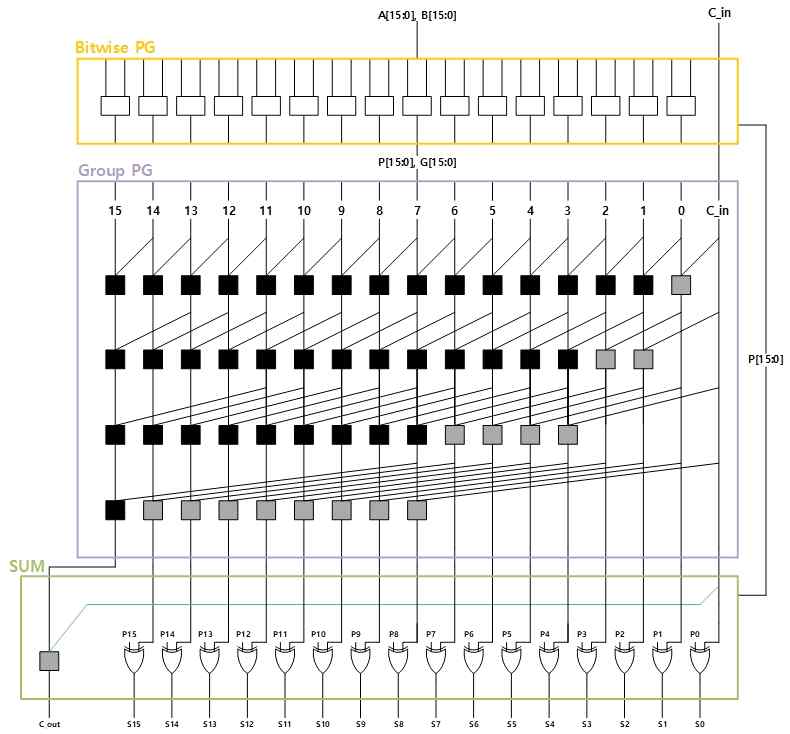 A[15:0], B[15:0]
C_in
Bitwise PG
P[15:0], G[15:0]
Group PG
15 14 13 12 11 10 9 8 7 6 5 4 3 2 1 0 C_in
P[15:0]
SUM
P15 P14 P13 P12 P11 P10 P9 P8 P7 P6 P5 P4 P3 P2 P1 P0
C_out S15 S14 S13 S12 S11 S10 S9 S8 S7 S6 S5 S4 S3 S2 S1 S0